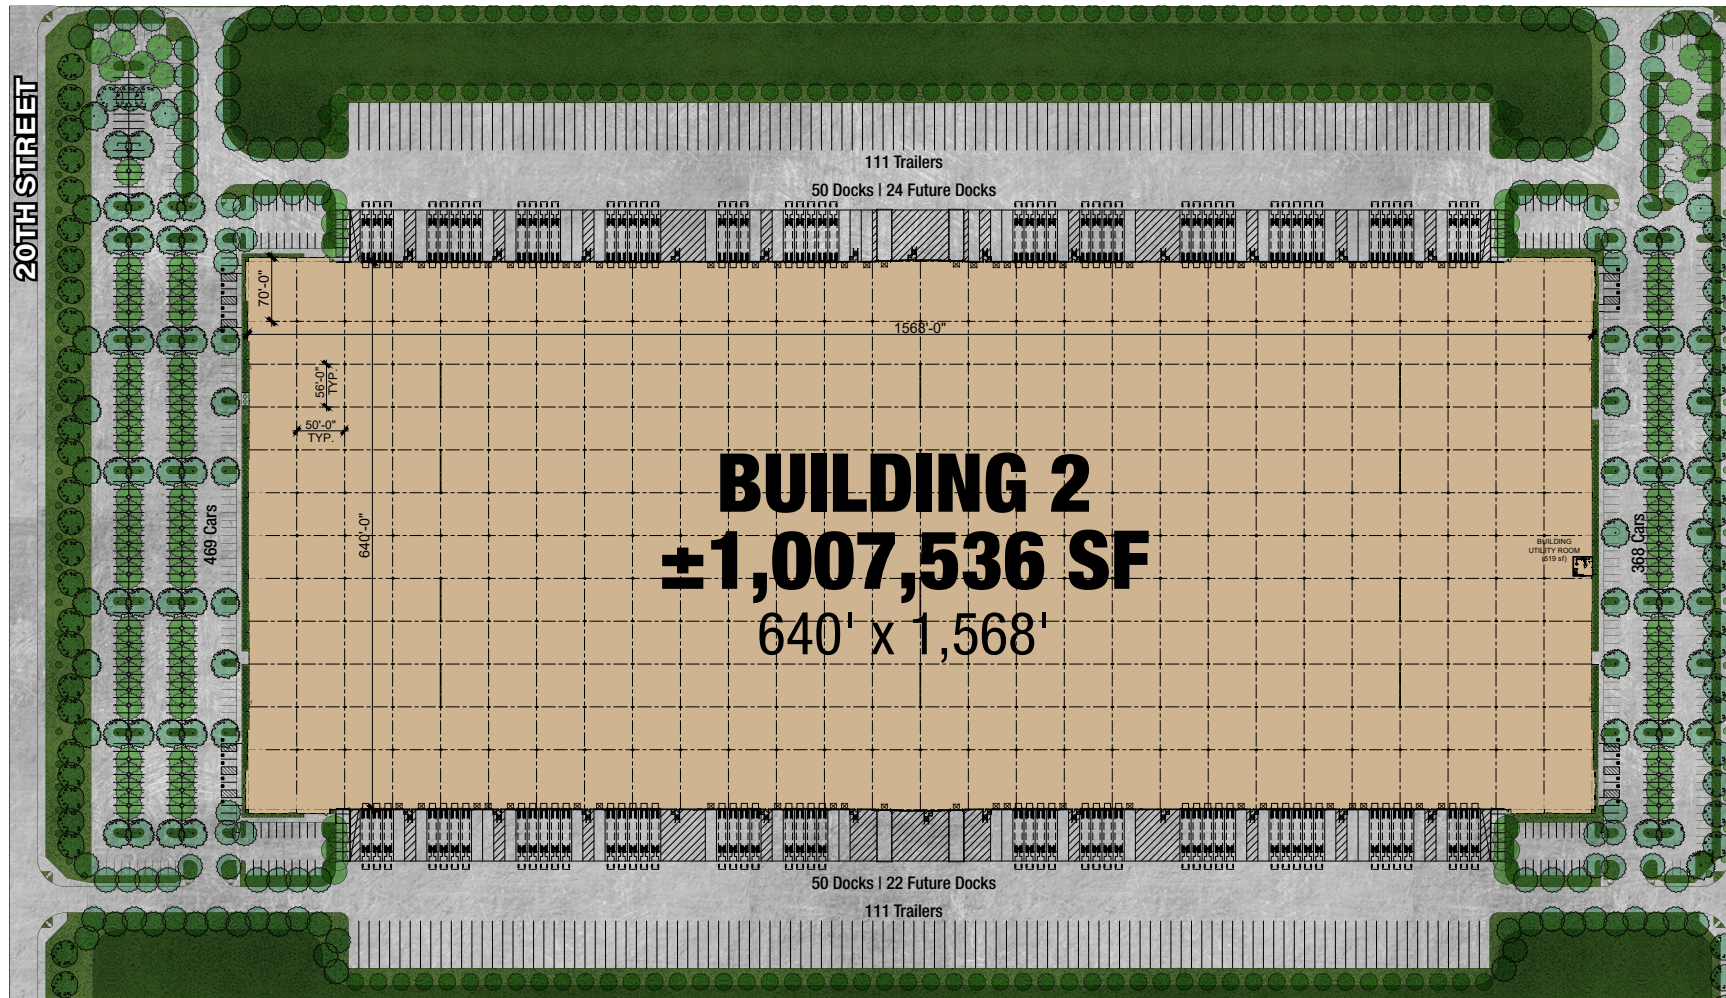 20TH STREET
111 Trailers
50 Docks | 24 Future Docks
70'-0"
1568'-0"
56'-0"
TYP.
50'-0"
TYP.
640'-0"
BUILDING 2
±1,007,536 SF
640' x 1,568'
469 Cars
368 Cars
BUILDING
UTILITY ROOM
(619 sf)
50 Docks | 22 Future Docks
111 Trailers